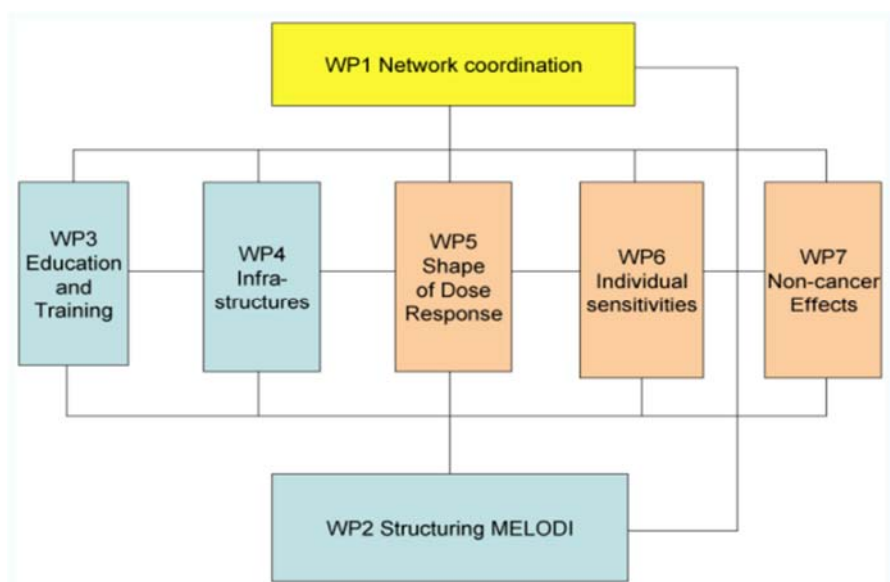 WP1 Network coordination
WP3
Education
and
Training
WP4
Infra-
structures
WP5
Shape
of Dose
Response
WP6
Individual
sensitivities
WP7
Non-cancer
Effects
WP2 Structuring MELODI